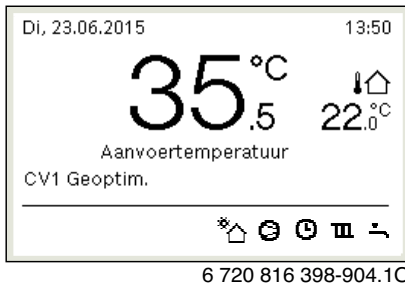 Di, 23.06.2015 13:50
35.5 °C
22.0 °C
Aanvoertemperatuur
CV1 Geoptim.
6 720 816 398-904.1O